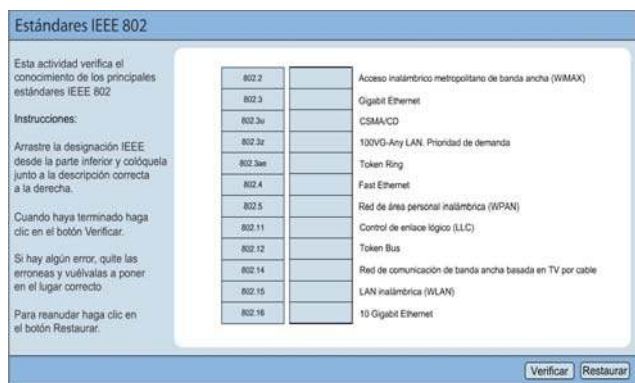 Estándares IEEE 802
Esta actividad verifica el
conocimiento de los principales
estándares IEEE 802
Instrucciones:
Arrastre la designación IEEE
desde la parte inferior y colóquela
junto a la descripción correcta
a la derecha.
Cuando haya terminado haga
clic en el botón Verificar.
Si hay algún error, quite las
erroneas y vuélvalas a poner
en el lugar correcto
Para reanudar haga clic en
el botón Restaurar.
802.2 Acceso inalámbrico metropolitano de banda ancha (WiMAX)
802.3 Gigabit Ethernet
802.3u CSMA/CD
802.3z 100VG-Any LAN. Prioridad de demanda
802.3ae Token Ring
802.4 Fast Ethernet
802.5 Red de área personal inalámbrica (WPAN)
802.11 Control de enlace lógico (LLC)
802.12 Token Bus
802.14 Red de comunicación de banda ancha basada en TV por cable
802.15 LAN inalámbrica (WLAN)
802.16 10 Gigabit Ethernet
Verificar Restaurar